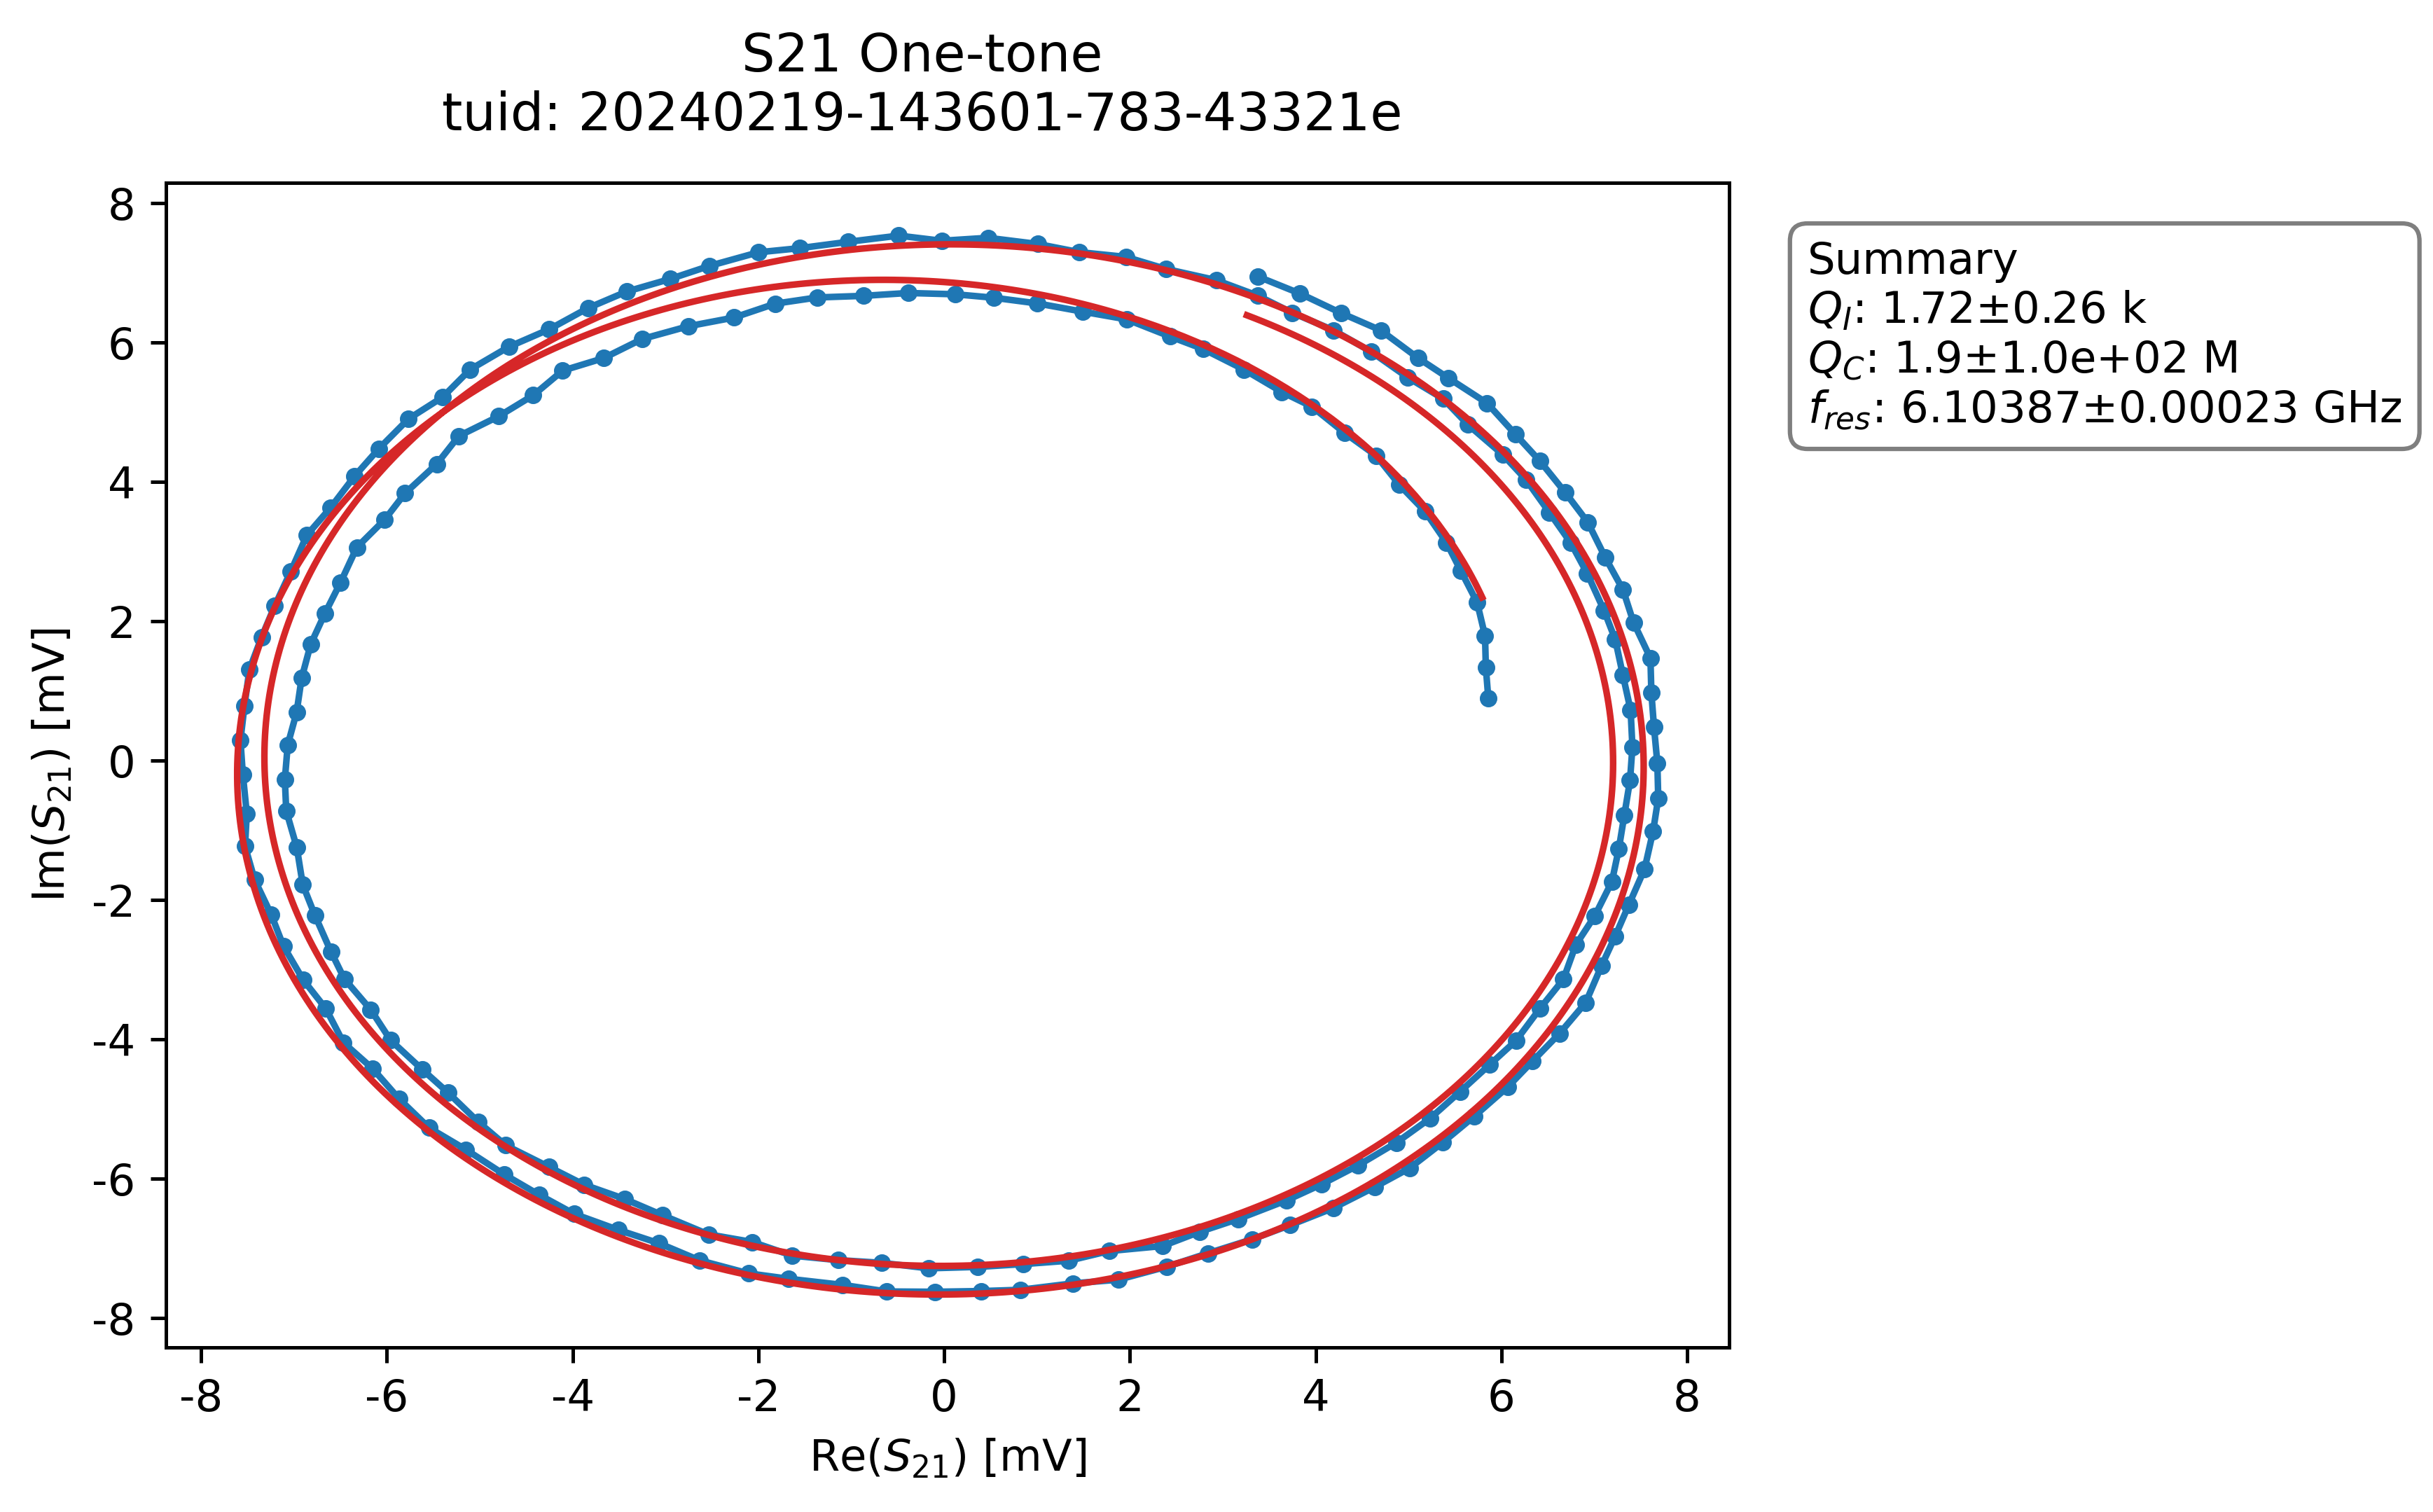 S21 One-tone
tuid: 20240219-143601-783-43321e
Summary
Q_l: 1.72±0.26 k
Q_C: 1.9±1.0e+02 M
f_res: 6.10387±0.00023 GHz
8
6
4
2
0
-2
-4
-6
-8
Im(S_21) [mV]
-8 -6 -4 -2 0 2 4 6 8
Re(S_21) [mV]